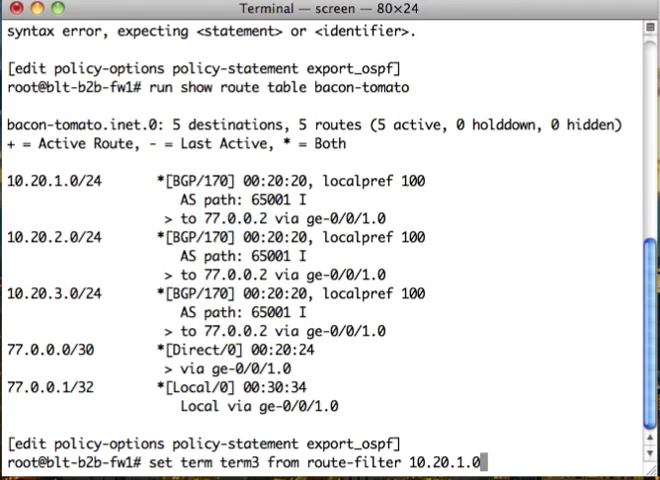 Terminal — screen — 80×24
syntax error, expecting <statement> or <identifier>.
[edit policy-options policy-statement export_ospf]
root@blt-b2b-fw1# run show route table bacon-tomato
bacon-tomato.inet.0: 5 destinations, 5 routes (5 active, 0 holddown, 0 hidden)
+ = Active Route, - = Last Active, * = Both
10.20.1.0/24 *[BGP/170] 00:20:20, localpref 100
AS path: 65001 I
> to 77.0.0.2 via ge-0/0/1.0
10.20.2.0/24 *[BGP/170] 00:20:20, localpref 100
AS path: 65001 I
> to 77.0.0.2 via ge-0/0/1.0
10.20.3.0/24 *[BGP/170] 00:20:20, localpref 100
AS path: 65001 I
> to 77.0.0.2 via ge-0/0/1.0
77.0.0.0/30 *[Direct/0] 00:20:24
> via ge-0/0/1.0
77.0.0.1/32 *[Local/0] 00:30:34
Local via ge-0/0/1.0
[edit policy-options policy-statement export_ospf]
root@blt-b2b-fw1# set term term3 from route-filter 10.20.1.0